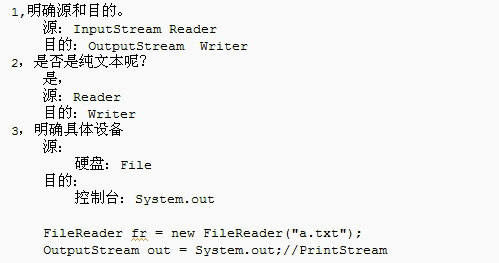 1,明确源和目的。
源: InputStream Reader
目的: OutputStream  Writer
2, 是否是纯文本呢?
是,
源: Reader
目的: Writer
3, 明确具体设备
源:
硬盘: File
目的:
控制台: System.out
FileReader fr = new FileReader("a.txt");
OutputStream out = System.out;//PrintStream